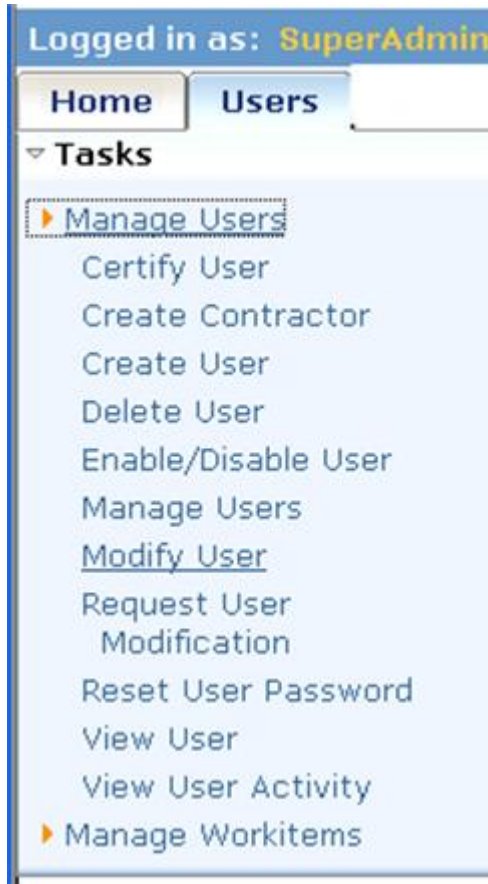 Logged in as: SuperAdmin
Home Users
Tasks
Manage Users
Certify User
Create Contractor
Create User
Delete User
Enable/Disable User
Manage Users
Modify User
Request User
Modification
Reset User Password
View User
View User Activity
Manage Workitems